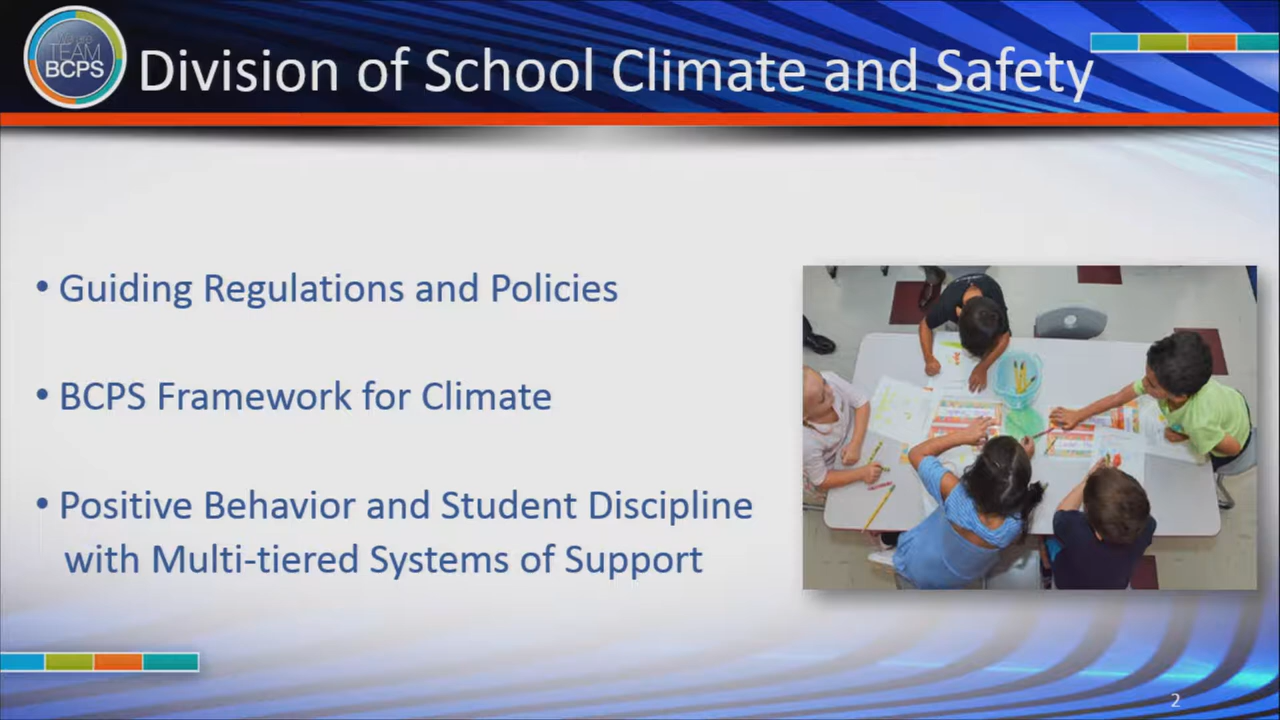 TEAM
BCPS
Division of School Climate and Safety
• Guiding Regulations and Policies
• BCPS Framework for Climate
• Positive Behavior and Student Discipline
with Multi-tiered Systems of Support
2